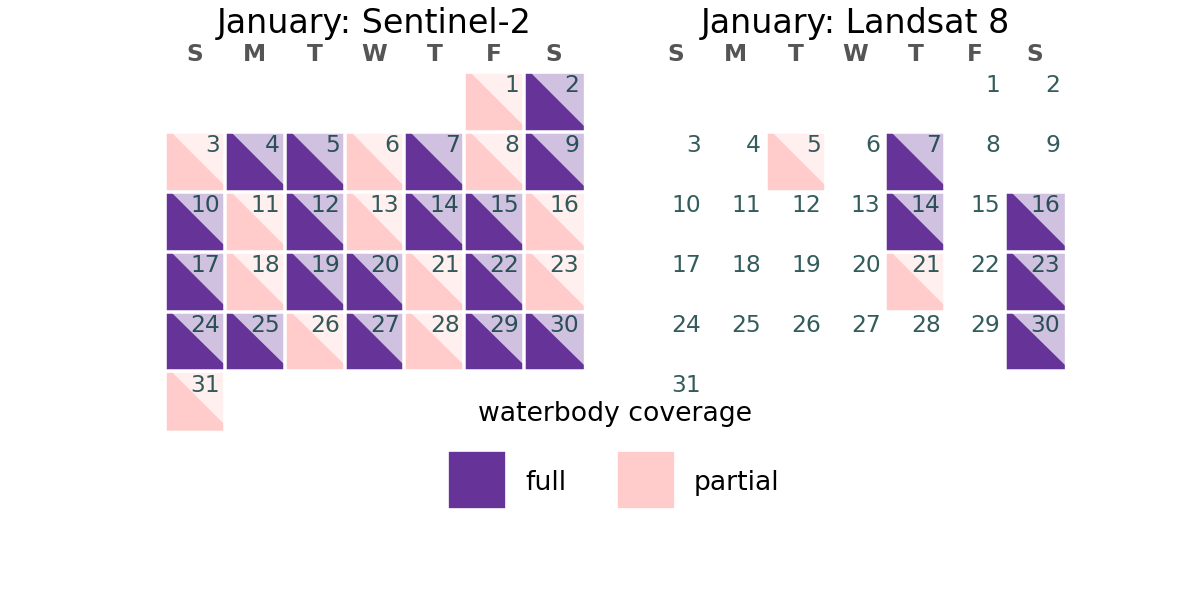 January: Sentinel-2
S M T W T F S
1 2
3 4 5 6 7 8 9
10 11 12 13 14 15 16
17 18 19 20 21 22 23
24 25 26 27 28 29 30
31
January: Landsat 8
S M T W T F S
1 2
3 4 5 6 7 8 9
10 11 12 13 14 15 16
17 18 19 20 21 22 23
24 25 26 27 28 29 30
31
waterbody coverage
full partial